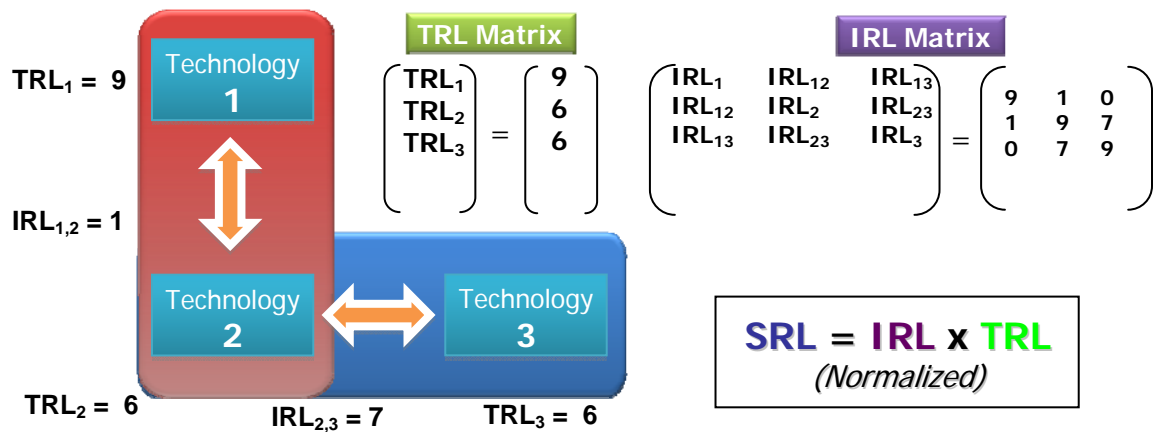 TRL Matrix
IRL Matrix
Technology
1
TRL1 = 9
TRL1
TRL2
TRL3
=
9
6
6
IRL1 IRL12 IRL13
IRL12 IRL2 IRL23
IRL13 IRL23 IRL3
=
9 1 0
1 9 7
0 7 9
IRL1,2 = 1
Technology
2
Technology
3
SRL = IRL x TRL
(Normalized)
TRL2 = 6
IRL2,3 = 7
TRL3 = 6